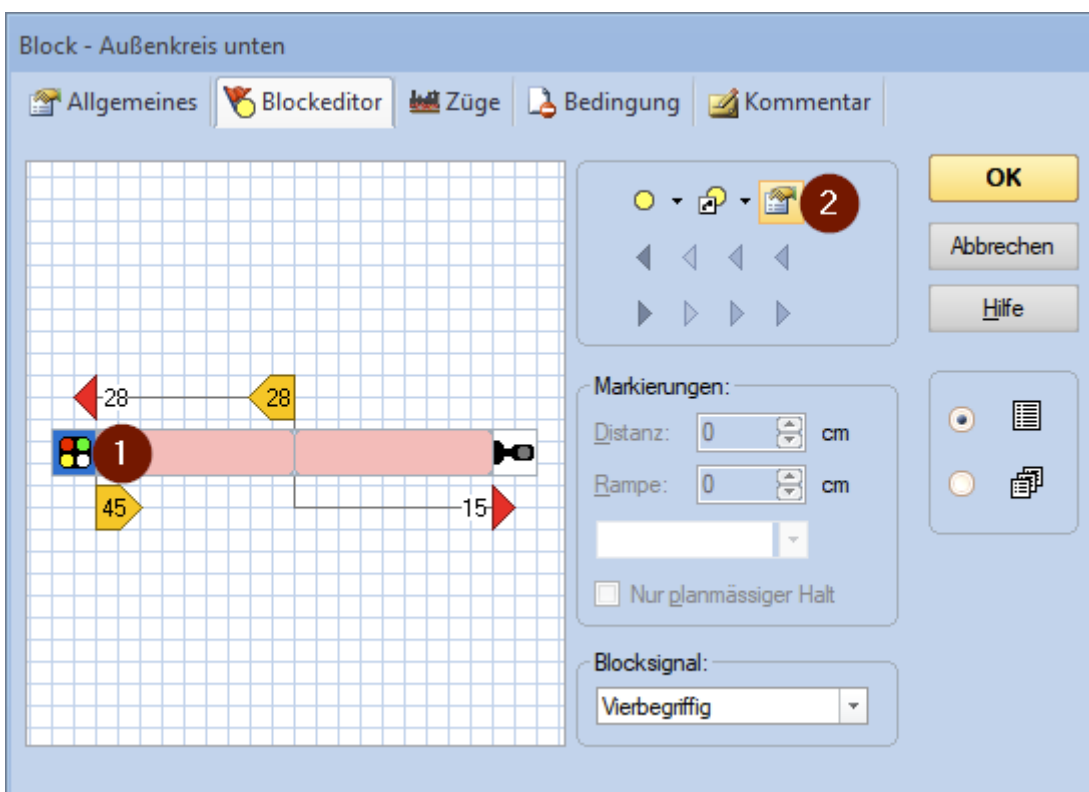 Block - Außenkreis unten
Allgemeines Blockeditor Züge Bedingung Kommentar
2
OK
Abbrechen
Hilfe
28 28
1
45 15
Markierungen:
Distanz: 0 cm
Rampe: 0 cm
Nur planmässiger Halt
Blocksignal:
Vierbegriffig